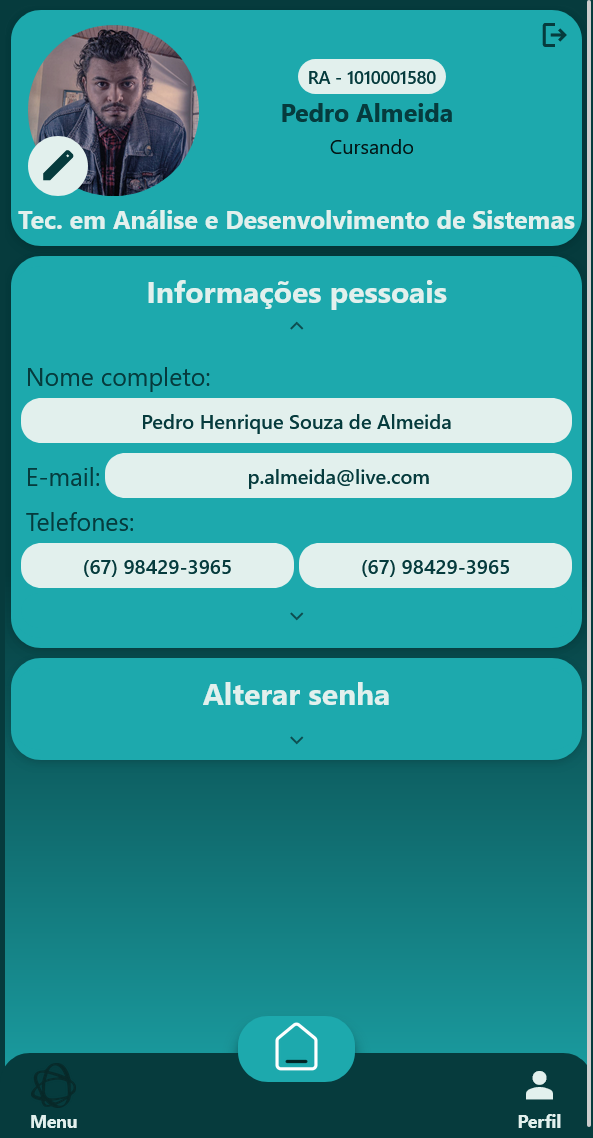 RA - 1010001580
Pedro Almeida
Cursando
Tec. em Análise e Desenvolvimento de Sistemas
Informações pessoais
Nome completo:
Pedro Henrique Souza de Almeida
E-mail: p.almeida@live.com
Telefones:
(67) 98429-3965 (67) 98429-3965
Alterar senha
Menu Perfil